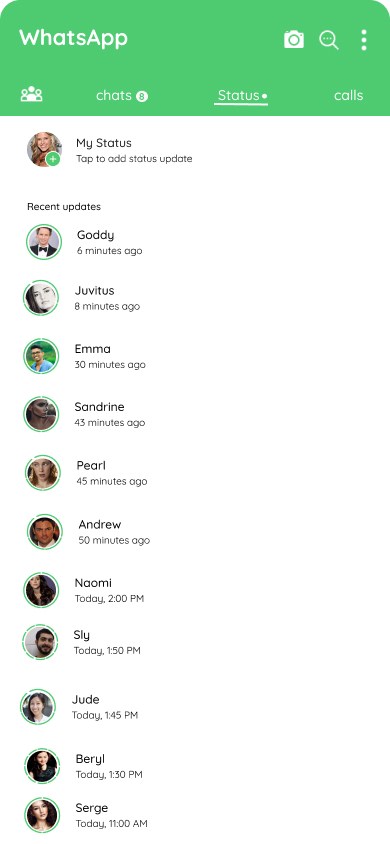 WhatsApp
chats 8
Status
calls
My Status
Tap to add status update
Recent updates
Goddy
6 minutes ago
Juvitus
8 minutes ago
Emma
30 minutes ago
Sandrine
43 minutes ago
Pearl
45 minutes ago
Andrew
50 minutes ago
Naomi
Today, 2:00 PM
Sly
Today, 1:50 PM
Jude
Today, 1:45 PM
Beryl
Today, 1:30 PM
Serge
Today, 11:00 AM